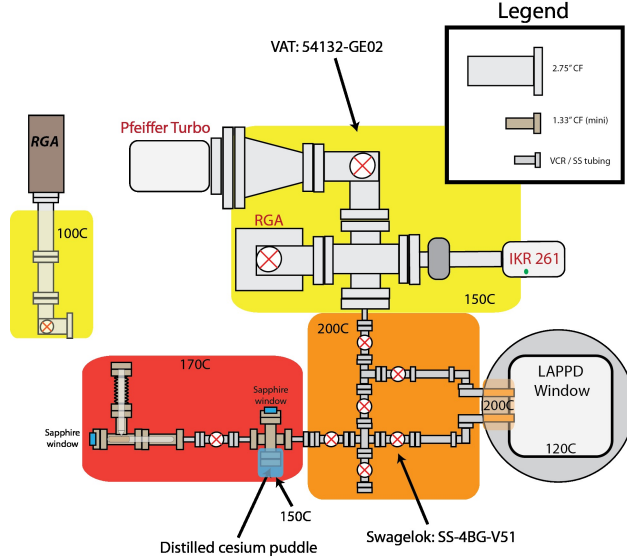 Legend
VAT: 54132-GE02
2.75" CF
1.33" CF (mini)
VCR / SS tubing
Pfeiffer Turbo
RGA
RGA
100C
IKR 261
150C
200C
170C
Sapphire
window
LAPPD
Window
200C
120C
Sapphire
window
150C
Distilled cesium puddle
Swagelok: SS-4BG-V51